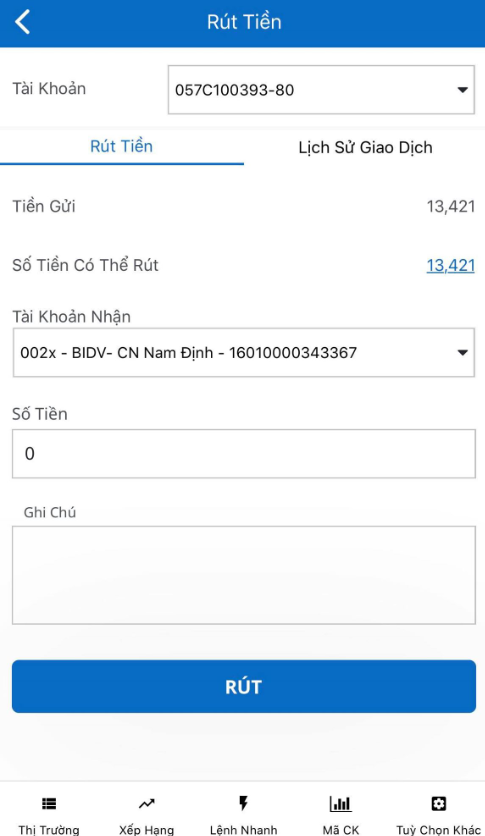 Rút Tiền
Tài Khoản
057C100393-80
Rút Tiền
Lịch Sử Giao Dịch
Tiền Gửi
13,421
Số Tiền Có Thể Rút
13,421
Tài Khoản Nhận
002x - BIDV- CN Nam Định - 16010000343367
Số Tiền
0
Ghi Chú
RÚT
Thị Trường
Xếp Hạng
Lệnh Nhanh
Mã CK
Tuỳ Chọn Khác